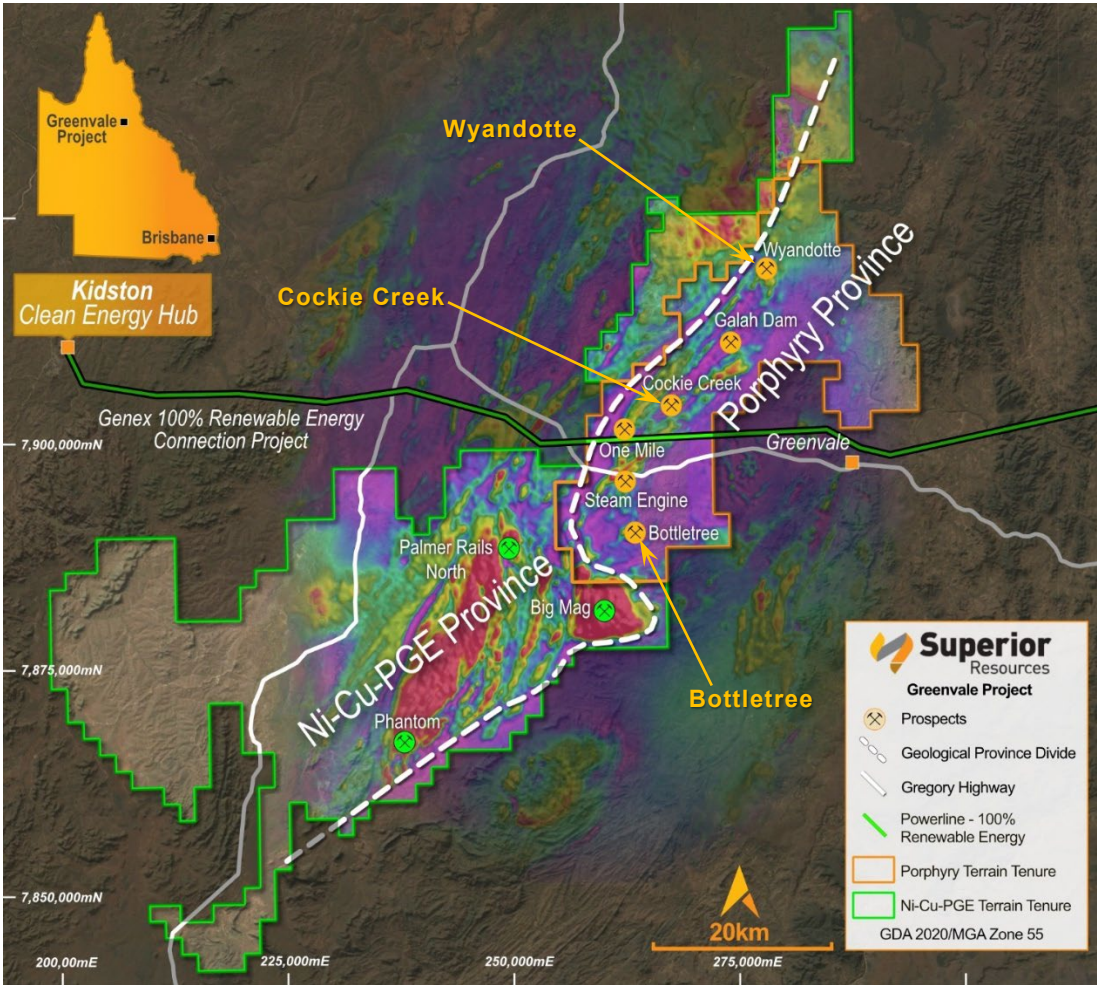 Greenvale
Project
Brisbane
Kidston
Clean Energy Hub
Wyandotte
Wyandotte
Cockie Creek
Galah Dam
Cockie Creek
Porphyry Province
Genex 100% Renewable Energy
Connection Project
7,900,000mN
One Mile
Greenvale
Steam Engine
Bottletree
Palmer Rails
North
Big Mag
Ni-Cu-PGE Province
7,875,000mN
Bottletree
Phantom
7,850,000mN
200,00mE
225,000mE
250,000mE
275,000mE
20km
Superior
Resources
Greenvale Project
Prospects
Geological Province Divide
Gregory Highway
Powerline - 100%
Renewable Energy
Porphyry Terrain Tenure
Ni-Cu-PGE Terrain Tenure
GDA 2020/MGA Zone 55